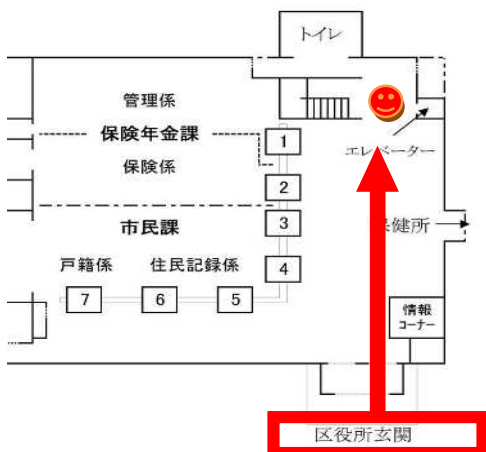 トイレ
管理係
保険年金課
保険係
1
エレベーター
2
3
保健所
市民課
戸籍係 住民記録係
4
7 6 5
情報
コーナー
区役所玄関